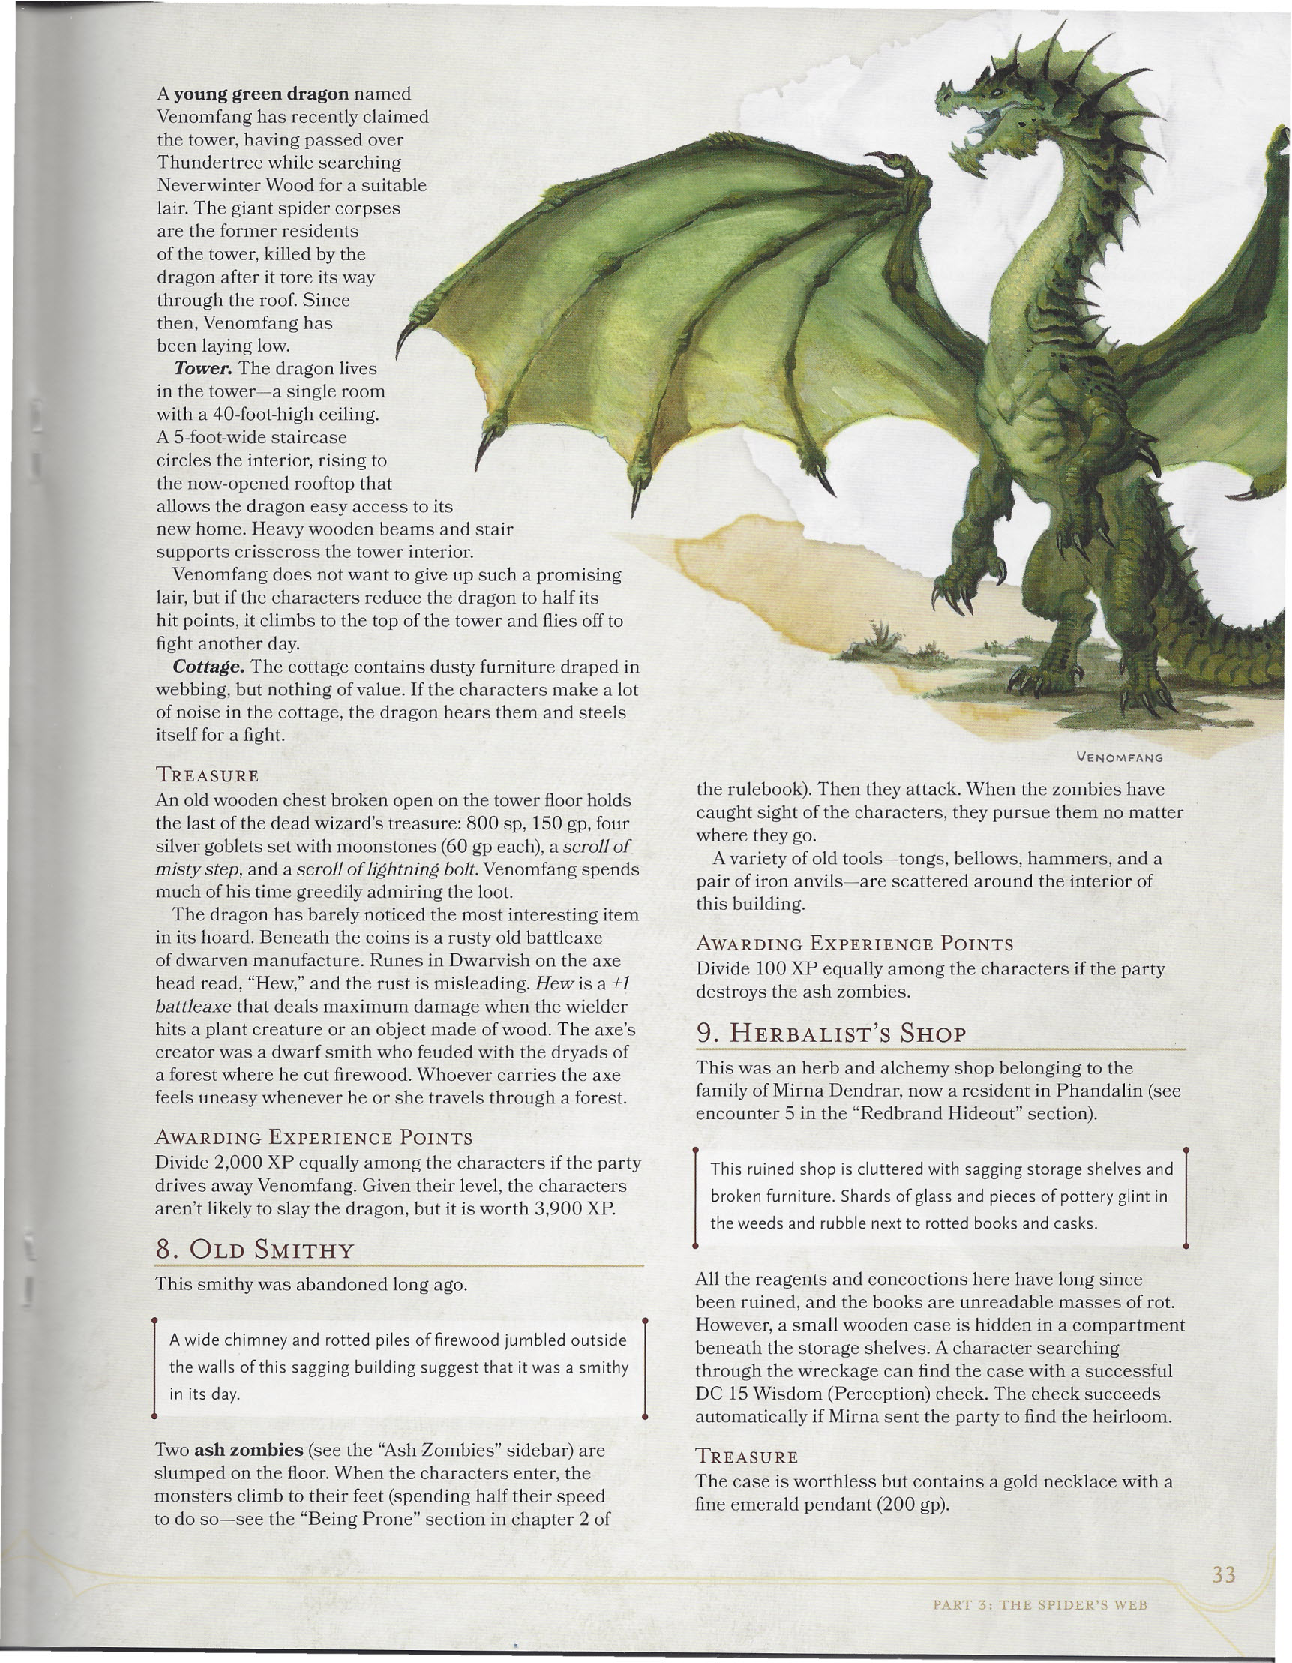 A young green dragon named
Venomfang has recently claimed
the tower, having passed over
Thundertree while searching
Neverwinter Wood for a suitable
lair. The giant spider corpses
are the former residents
of the tower, killed by the
dragon after it tore its way
through the roof. Since
then, Venomfang has
been laying low.
Tower. The dragon lives
in the tower—a single room
with a 40-foot-high ceiling.
A 5-foot-wide staircase
circles the interior, rising to
the now-opened rooftop that
allows the dragon easy access to its
new home. Heavy wooden beams and stair
supports crisscross the tower interior.
Venomfang does not want to give up such a promising
lair, but if the characters reduce the dragon to half its
hit points, it climbs to the top of the tower and flies off to
fight another day.
Cottage. The cottage contains dusty furniture draped in
webbing, but nothing of value. If the characters make a lot
of noise in the cottage, the dragon hears them and steels
itself for a fight.
TREASURE
An old wooden chest broken open on the tower floor holds
the last of the dead wizard's treasure: 800 sp, 150 gp, four
silver goblets set with moonstones (60 gp each), a scroll of
misty step, and a scroll of lightning bolt. Venomfang spends
much of his time greedily admiring the loot.
The dragon has barely noticed the most interesting item
in its hoard. Beneath the coins is a rusty old battleaxe
of dwarven manufacture. Runes in Dwarvish on the axe
head read, "Hew," and the rust is misleading. Hew is a +1
battleaxe that deals maximum damage when the wielder
hits a plant creature or an object made of wood. The axe's
creator was a dwarf smith who feuded with the dryads of
a forest where he cut firewood. Whoever carries the axe
feels uneasy whenever he or she travels through a forest.
AWARDING EXPERIENCE POINTS
Divide 2,000 XP equally among the characters if the party
drives away Venomfang. Given their level, the characters
aren't likely to slay the dragon, but it is worth 3,900 XP.
8. OLD SMITHY
This smithy was abandoned long ago.
A wide chimney and rotted piles of firewood jumbled outside
the walls of this sagging building suggest that it was a smithy
in its day.
Two ash zombies (see the "Ash Zombies" sidebar) are
slumped on the floor. When the characters enter, the
monsters climb to their feet (spending half their speed
to do so—see the "Being Prone" section in chapter 2 of
VENOMFANG
the rulebook). Then they attack. When the zombies have
caught sight of the characters, they pursue them no matter
where they go.
A variety of old tools—tongs, bellows, hammers, and a
pair of iron anvils—are scattered around the interior of
this building.
AWARDING EXPERIENCE POINTS
Divide 100 XP equally among the characters if the party
destroys the ash zombies.
9. HERBALIST'S SHOP
This was an herb and alchemy shop belonging to the
family of Mirna Dendrar, now a resident in Phandalin (see
encounter 5 in the "Redbrand Hideout" section).
This ruined shop is cluttered with sagging storage shelves and
broken furniture. Shards of glass and pieces of pottery glint in
the weeds and rubble next to rotted books and casks.
All the reagents and concoctions here have long since
been ruined, and the books are unreadable masses of rot.
However, a small wooden case is hidden in a compartment
beneath the storage shelves. A character searching
through the wreckage can find the case with a successful
DC 15 Wisdom (Perception) check. The check succeeds
automatically if Mirna sent the party to find the heirloom.
TREASURE
The case is worthless but contains a gold necklace with a
fine emerald pendant (200 gp).
33
PART 3: THE SPIDER'S WEB